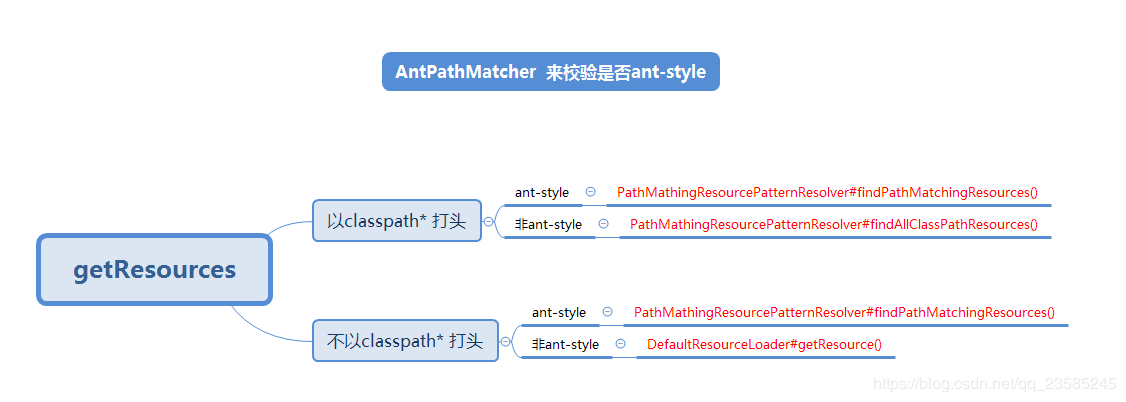 AntPathMatcher 来校验是否ant-style
getResources
以classpath* 打头
ant-style
PathMathingResourcePatternResolver#findPathMatchingResources()
非ant-style
PathMathingResourcePatternResolver#findAllClassPathResources()
不以classpath* 打头
ant-style
PathMathingResourcePatternResolver#findPathMatchingResources()
非ant-style
DefaultResourceLoader#getResource()
https://blog.csdn.net/qq_23585245